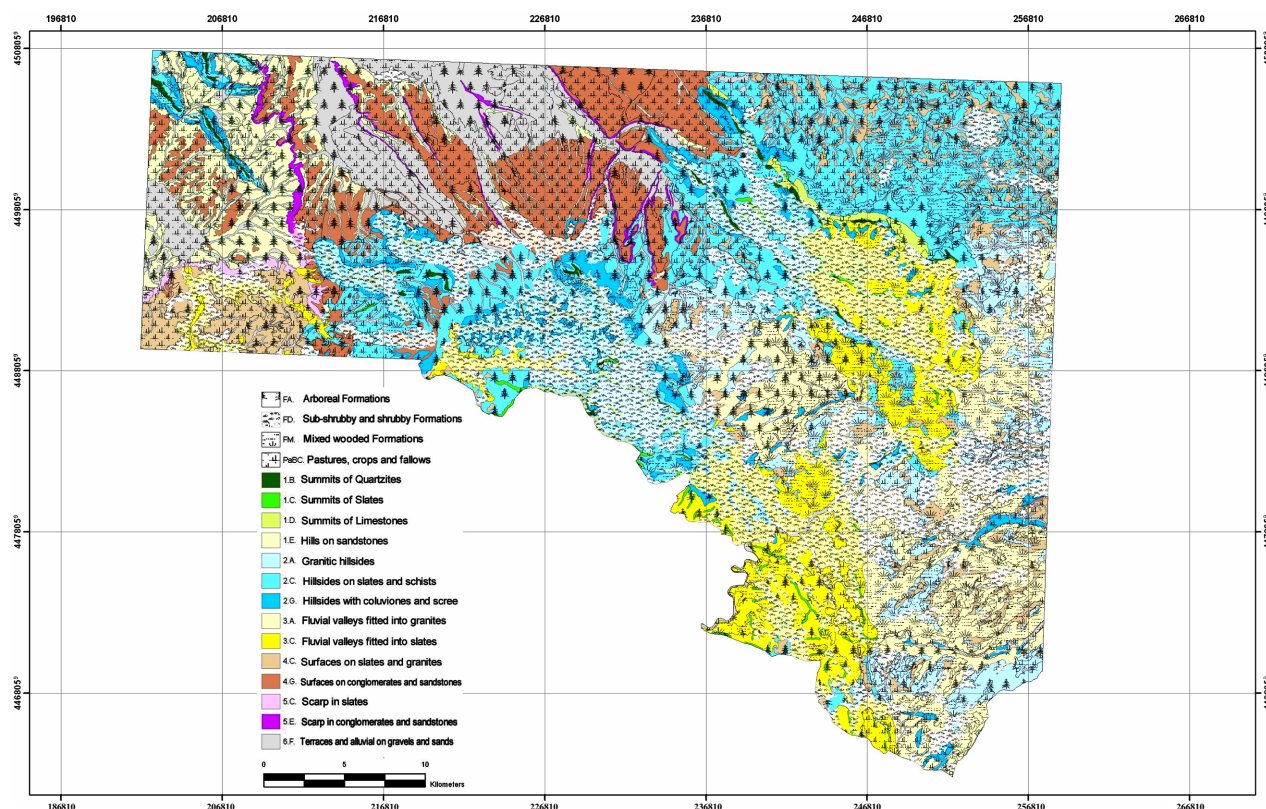 196810 206810 216810 226810 236810 246810 256810 266810
450805⁰
449805⁰
448805⁰
FA. Arboreal Formations
FD. Sub-shrubby and shrubby Formations
FM. Mixed wooded Formations
PaBC. Pastures, crops and fallows
1.B. Summits of Quartzites
1.C. Summits of Slates
1.D. Summits of Limestones
447805⁰
1.E. Hills on sandstones
2.A. Granitic hillsides
2.C. Hillsides on slates and schists
2.G. Hillsides with coluviones and scree
3.A. Fluvial valleys fitted into granites
3.C. Fluvial valleys fitted into slates
4.C. Surfaces on slates and granites
4.G. Surfaces on conglomerates and sandstones
446805⁰
5.C. Scarp in slates
5.E. Scarp in conglomerates and sandstones
6.F. Terraces and alluvial on gravels and sands
0 5 10
Kilometers
206810 216810 226810 236810 246810 256810 266810